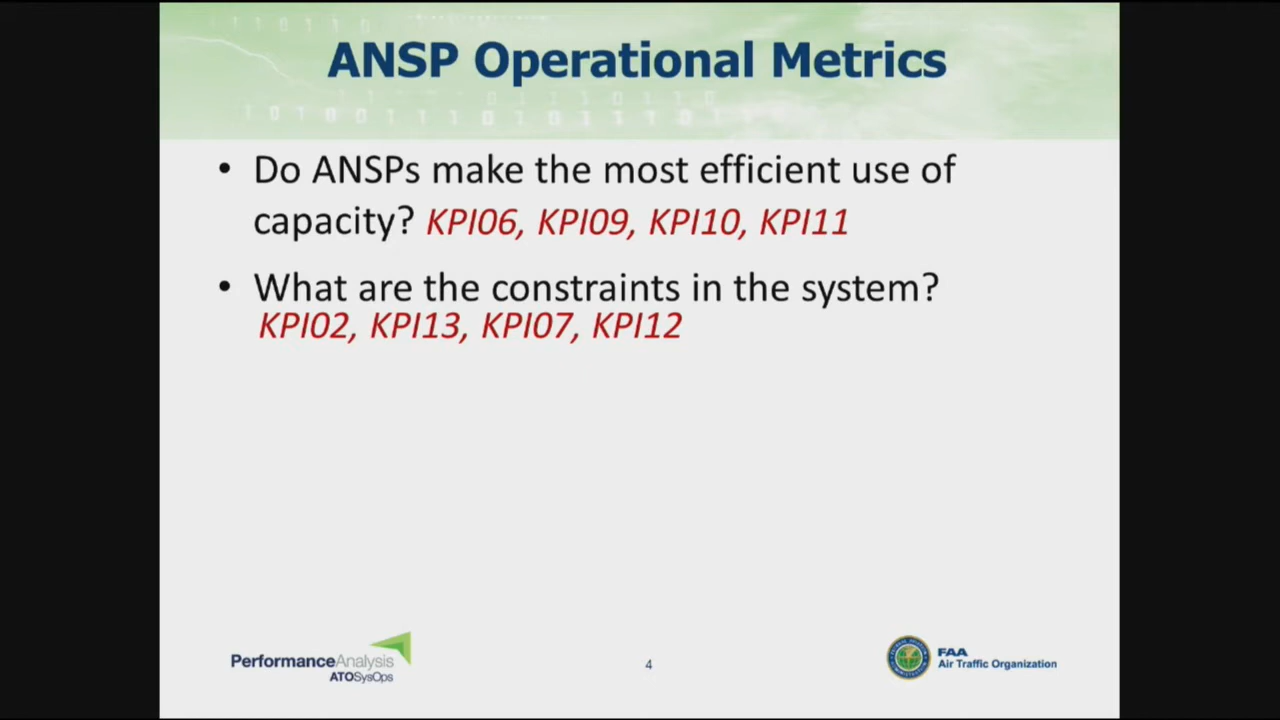 ANSP Operational Metrics
• Do ANSPs make the most efficient use of
capacity? KPI06, KPI09, KPI10, KPI11
• What are the constraints in the system?
KPI02, KPI13, KPI07, KPI12
PerformanceAnalysis
ATOSysOps
4
FAA
Air Traffic Organization